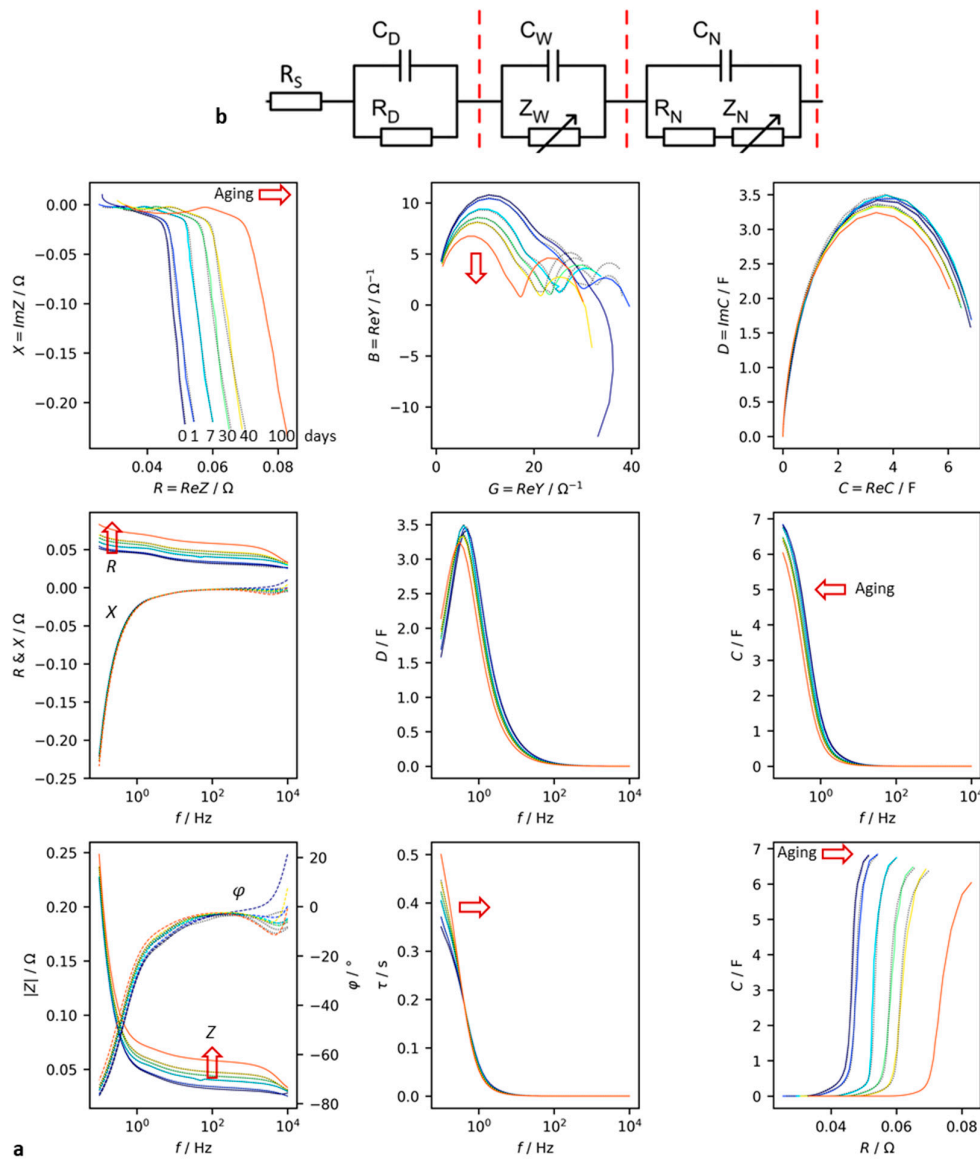 C_D
C_W
C_N
R_S
R_D
Z_W
R_N
Z_N
b
Aging
0.00
−0.05
−0.10
−0.15
−0.20
X = ImZ / Ω
0 1 7 30 40 100 days
0.04 0.06 0.08
R = ReZ / Ω
10
5
0
−5
−10
B = ReY / Ω⁻¹
0 10 20 30 40
G = ReY / Ω⁻¹
3.5
3.0
2.5
2.0
1.5
1.0
0.5
0.0
D = ImC / F
0 2 4 6
C = ReC / F
0.05
0.00
−0.05
−0.10
−0.15
−0.20
−0.25
R & X / Ω
R
X
10⁰ 10² 10⁴
f / Hz
3.5
3.0
2.5
2.0
1.5
1.0
0.5
0.0
D / F
10⁰ 10² 10⁴
f / Hz
7
6
5
4
3
2
1
0
C / F
Aging
10⁰ 10² 10⁴
f / Hz
0.25
0.20
0.15
0.10
0.05
|Z| / Ω
φ
Z
20
0
−20
−40
−60
−80
φ / °
10⁰ 10² 10⁴
f / Hz
0.5
0.4
0.3
0.2
0.1
0.0
τ / s
10⁰ 10² 10⁴
f / Hz
Aging
7
6
5
4
3
2
1
0
C / F
0.04 0.06 0.08
R / Ω
a